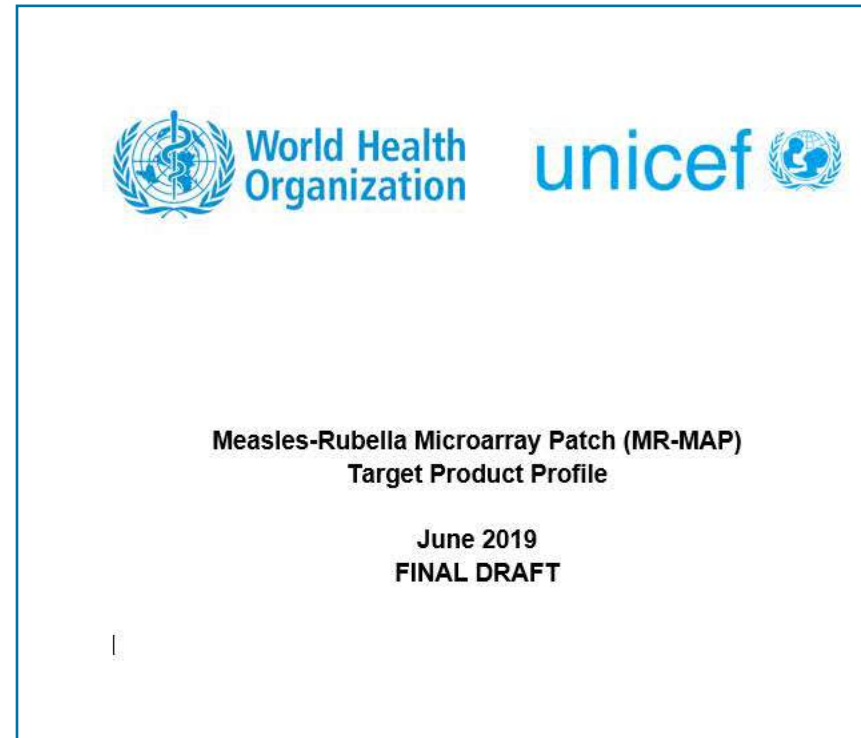 World Health
Organization
unicef
Measles-Rubella Microarray Patch (MR-MAP)
Target Product Profile
June 2019
FINAL DRAFT